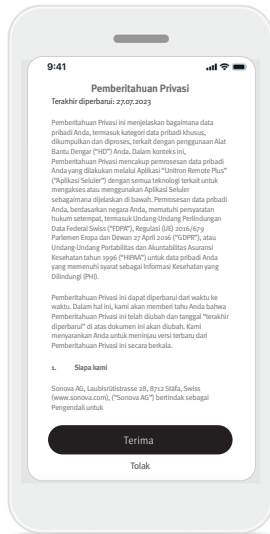 9:41
Pemberitahuan Privasi
Terakhir diperbarui: 27.07.2023
Pemberitahuan Privasi ini menjelaskan bagaimana data
pribadi Anda, termasuk kategori data pribadi khusus,
dikumpulkan dan diproses, terkait dengan penggunaan Alat
Bantu Dengar ("HD") Anda. Dalam konteks ini,
Pemberitahuan Privasi mencakup pemrosesan data pribadi
Anda yang dilakukan melalui Aplikasi "Unitron Remote Plus"
("Aplikasi Seluler") dengan semua teknologi terkait untuk
mengakses atau menggunakan Aplikasi Seluler
sebagaimana dijelaskan di bawah. Pemrosesan data pribadi
Anda, berdasarkan negara Anda, mematuhi persyaratan
hukum setempat, termasuk Undang-Undang Perlindungan
Data Federal Swiss ("FDPA"), Regulasi (UE) 2016/679
Parlemen Eropa dan Dewan 27 April 2016 ("GDPR"), atau
Undang-Undang Portabilitas dan Akuntabilitas Asuransi
Kesehatan tahun 1996 ("HIPAA") untuk data pribadi Anda
yang memenuhi syarat sebagai Informasi Kesehatan yang
Dilindungi (PHI).
Pemberitahuan Privasi ini dapat diperbarui dari waktu ke
waktu. Dalam hal ini, kami akan memberi tahu Anda bahwa
Pemberitahuan Privasi ini telah diubah dan tanggal "terakhir
diperbarui" di atas dokumen ini akan diubah. Kami
menyarankan Anda untuk meninjau versi terbaru dari
Pemberitahuan Privasi ini secara berkala.
1. Siapa kami
Sonova AG, Laubisrütistrasse 28, 8712 Stäfa, Swiss
(www.sonova.com), ("Sonova AG") bertindak sebagai
Pengendali untuk
Terima
Tolak